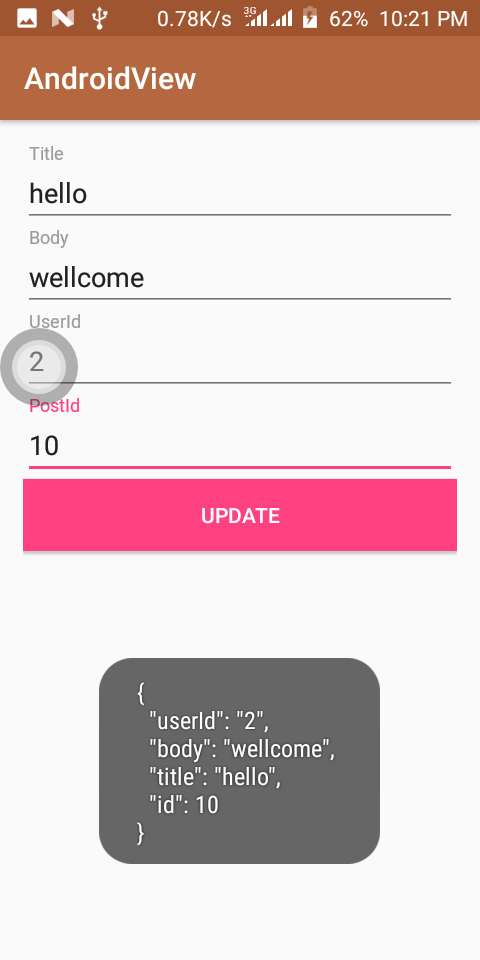 0.78K/s 3G 62% 10:21 PM
AndroidView
Title
hello
Body
wellcome
UserId
2
PostId
10
UPDATE
{
"userId": "2",
"body": "wellcome",
"title": "hello",
"id": 10
}